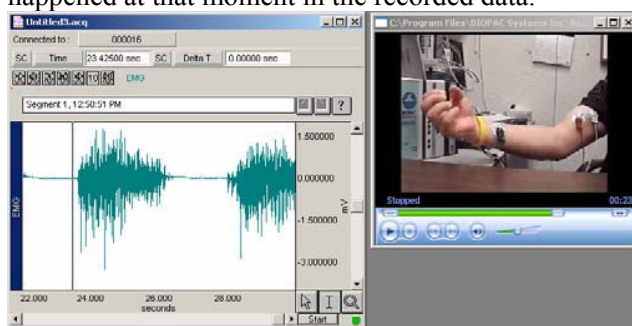 happened at that moment in the recorded data.
Untitled3.acq
Connected to : 000016
SC Time 23.42500 sec SC Delta T 0.00000 sec
10 EMG
Segment 1, 12:50:51 PM
?
EMG
1.500000
0.000000
-1.500000
-3.000000
mV
22.000 24.000 26.000 28.000
seconds
Start
C:\Program Files\BIOPAC Systems Inc\Ac...
Stopped 00:23